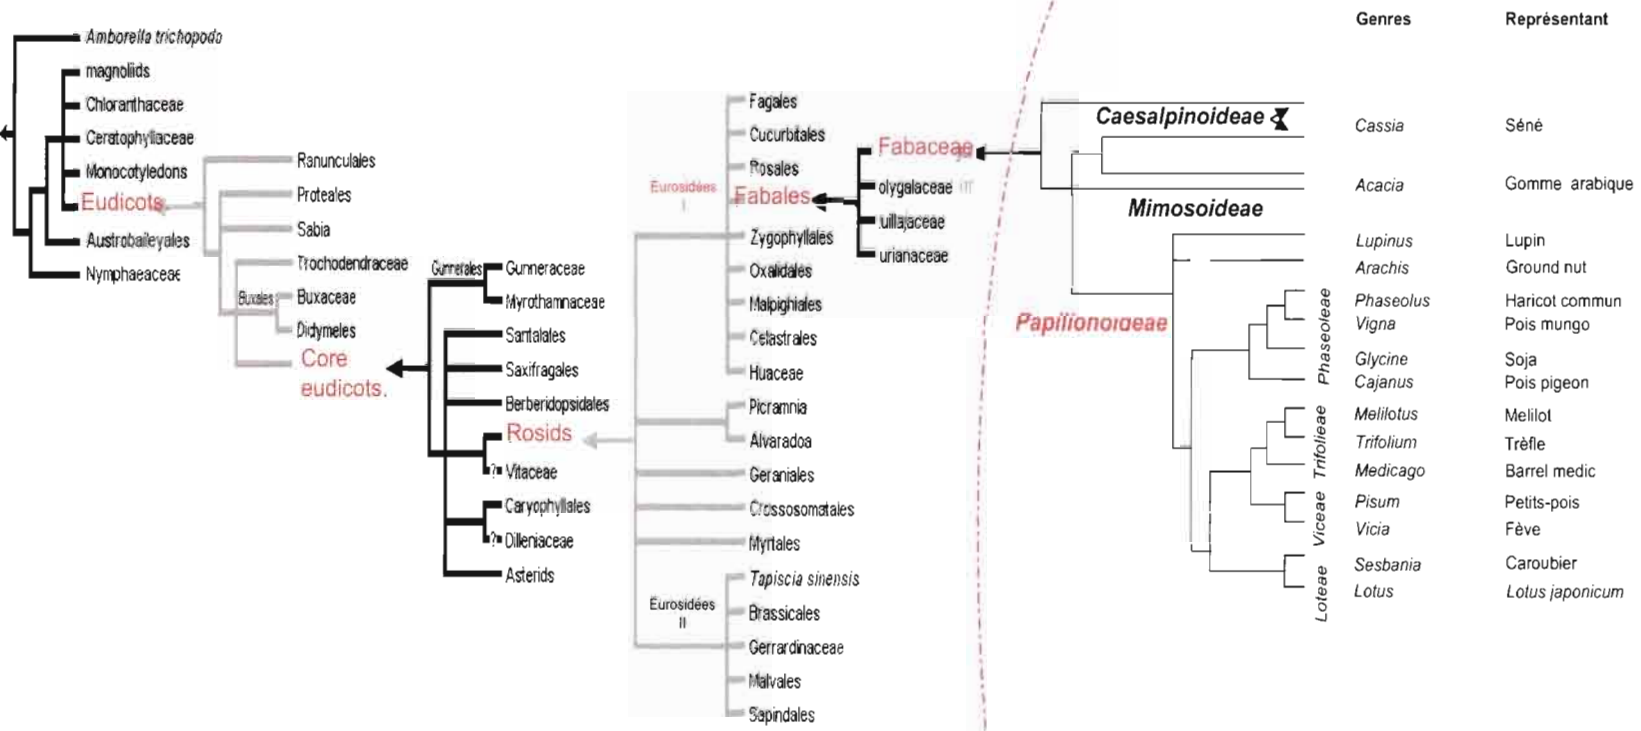 Amborella trichopoda
magnoliids
Chloranthaceae
Ceratophyllaceae
Monocotyledons
Eudicots
Austrobaileyales
Nymphaeaceae
Ranunculales
Proteales
Sabia
Trochodendraceae
Buxales
Buxaceae
Didymeles
Core
eudicots.
Gunnerales
Gunneraceae
Myrothamnaceae
Santalales
Saxifragales
Berberidopsidales
Rosids
? Vitaceae
Caryophyllales
? Dilleniaceae
Asterids
Eurosidées
I
Fagales
Cucurbitales
Rosales
Fabales
Zygophyllales
Oxalidales
Malpighiales
Celastrales
Huaceae
Picramnia
Alvaradoa
Geraniales
Crossosomatales
Myrtales
Eurosidées
II
Tapiscia sinensis
Brassicales
Gerrardinaceae
Malvales
Sapindales
Fabaceae
olygalaceae
uillajaceae
urianaceae
Genres Représentant
Caesalpinoideae
Cassia Séné
Acacia Gomme arabique
Mimosoideae
Papilionoideae
Lupinus Lupin
Arachis Ground nut
Phaseoleae
Phaseolus Haricot commun
Vigna Pois mungo
Glycine Soja
Cajanus Pois pigeon
Trifolieae
Melilotus Melilot
Trifolium Trèfle
Medicago Barrel medic
Viceae
Pisum Petits-pois
Vicia Fève
Loteae
Sesbania Caroubier
Lotus Lotus japonicum